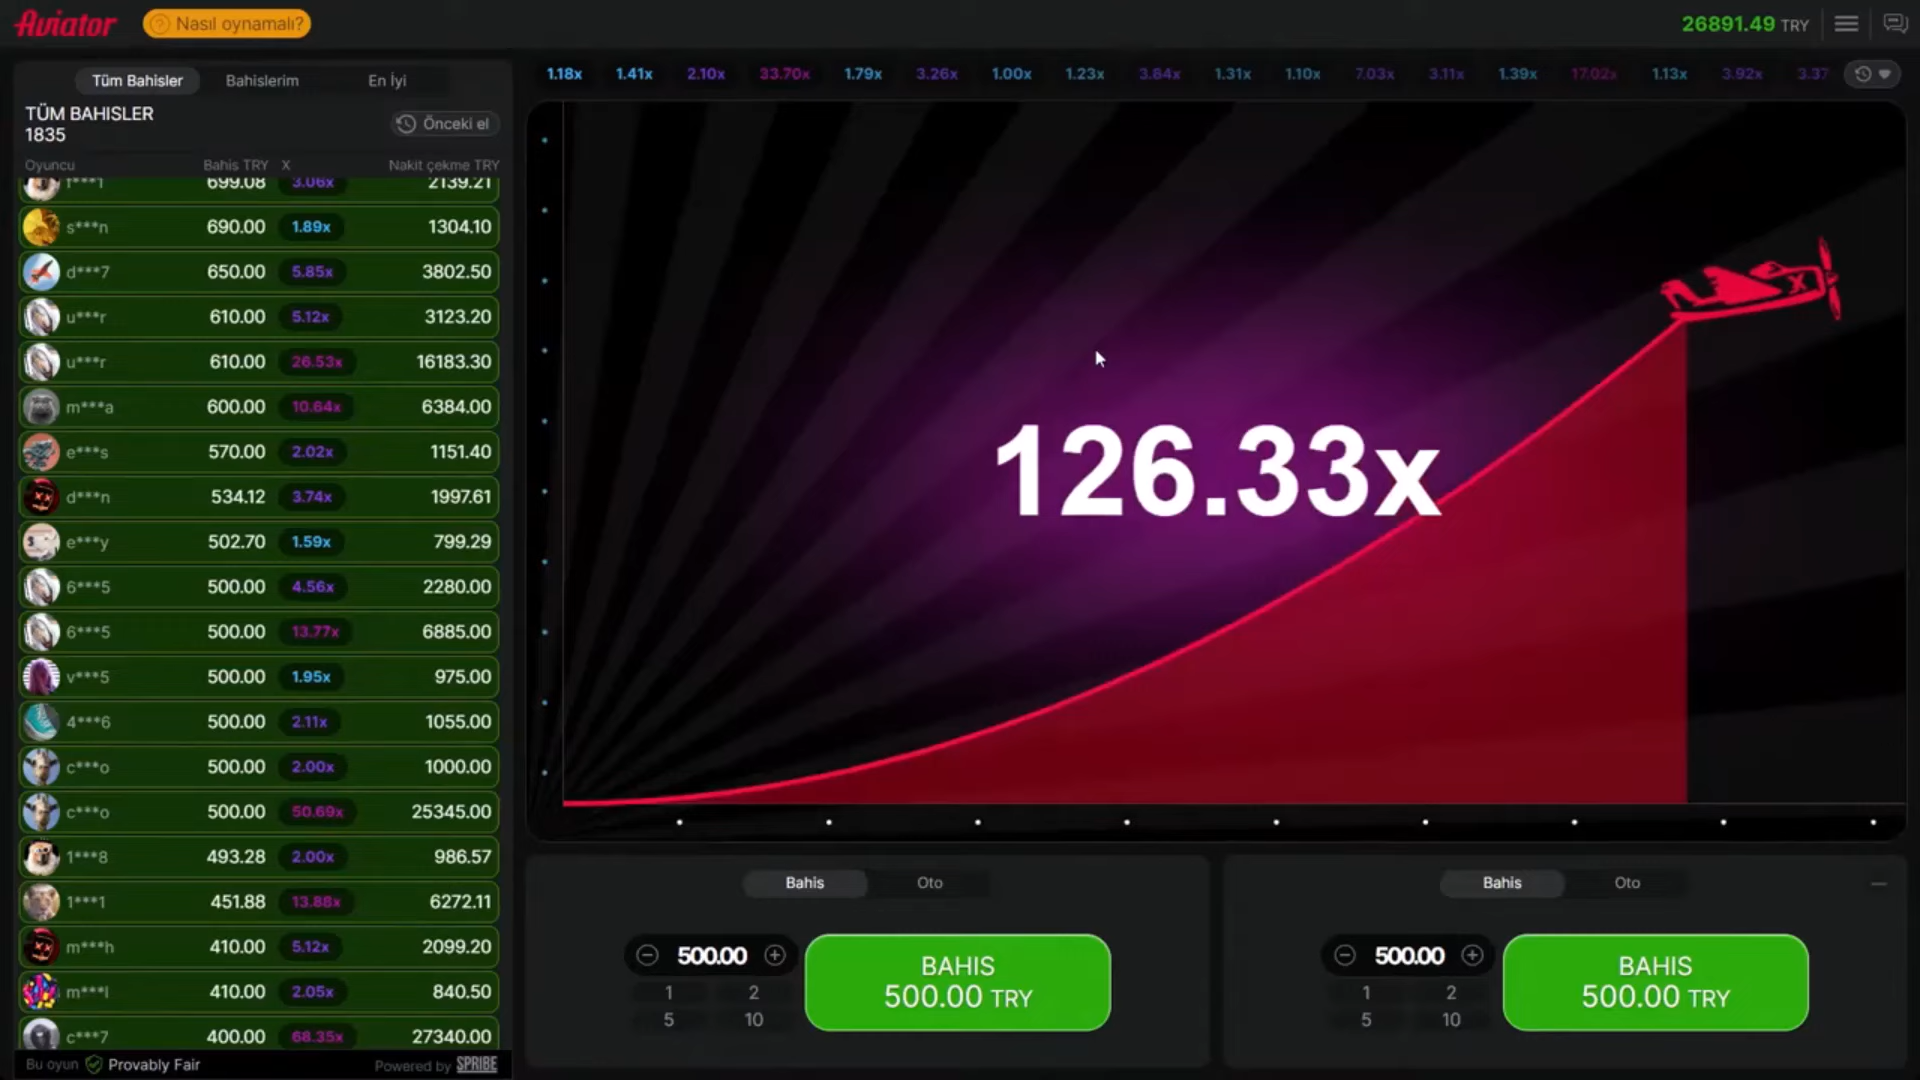 Aviator
Nasıl oynamalı?
26891.49 TRY
Tüm Bahisler Bahislerim En İyi
TÜM BAHISLER
1835
Önceki el
Oyuncu Bahis TRY X Nakit çekme TRY
f***1 699.08 3.06x 2139.21
s***n 690.00 1.89x 1304.10
d***7 650.00 5.85x 3802.50
u***r 610.00 5.12x 3123.20
u***r 610.00 26.53x 16183.30
m***a 600.00 10.64x 6384.00
e***s 570.00 2.02x 1151.40
d***n 534.12 3.74x 1997.61
e***y 502.70 1.59x 799.29
6***5 500.00 4.56x 2280.00
6***5 500.00 13.77x 6885.00
v***5 500.00 1.95x 975.00
4***6 500.00 2.11x 1055.00
c***o 500.00 2.00x 1000.00
c***o 500.00 50.69x 25345.00
1***8 493.28 2.00x 986.57
1***1 451.88 13.88x 6272.11
m***h 410.00 5.12x 2099.20
m***l 410.00 2.05x 840.50
c***7 400.00 68.35x 27340.00
Bu oyun Provably Fair Powered by SPRIBE
1.18x 1.41x 2.10x 33.70x 1.79x 3.26x 1.00x 1.23x 3.84x 1.31x 1.10x 7.03x 3.11x 1.39x 17.02x 1.13x 3.92x 3.37
X
126.33x
Bahis Oto
500.00
1 2
5 10
BAHIS
500.00 TRY
Bahis Oto
500.00
1 2
5 10
BAHIS
500.00 TRY